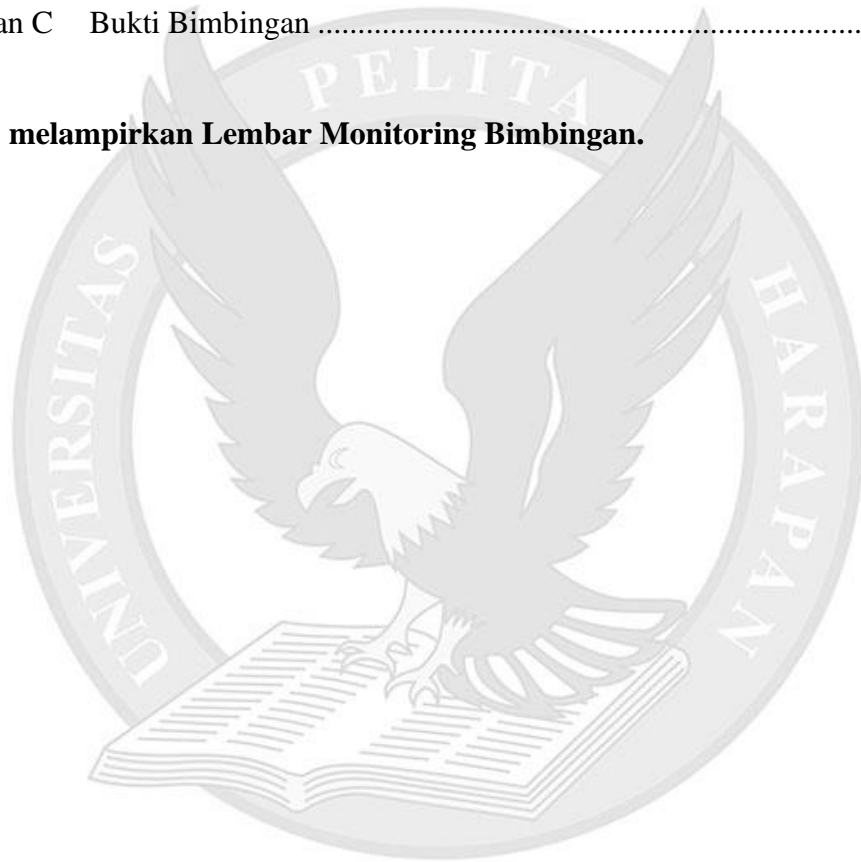 an C Bukti Bimbingan ........................................................................
melampirkan Lembar Monitoring Bimbingan.
UNIVERSITAS PELITA HARAPAN